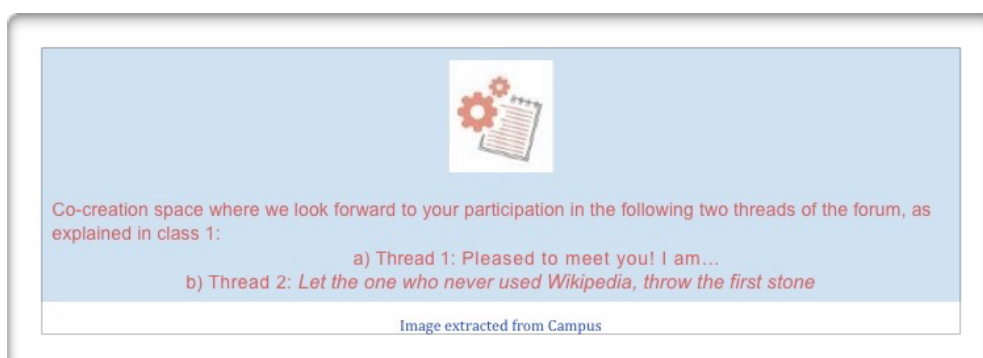 Co-creation space where we look forward to your participation in the following two threads of the forum, as
explained in class 1:
a) Thread 1: Pleased to meet you! I am…
b) Thread 2: Let the one who never used Wikipedia, throw the first stone
Image extracted from Campus